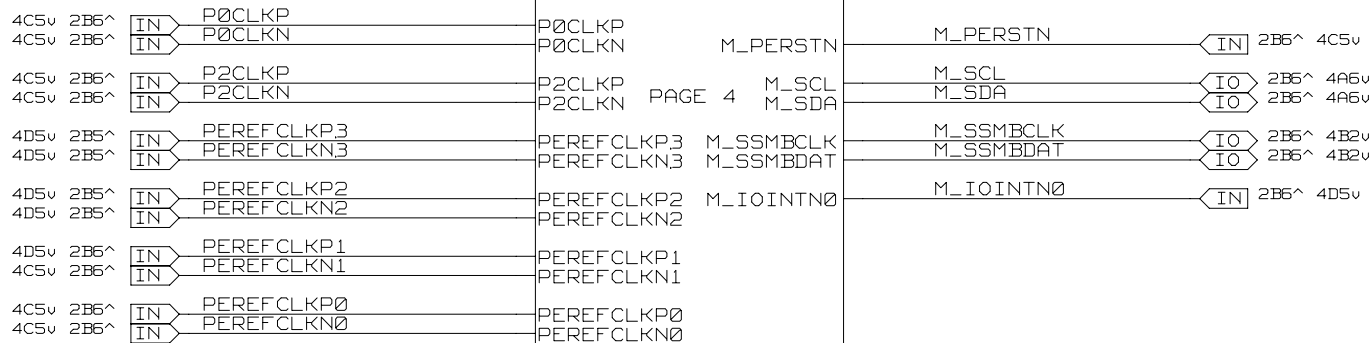 4C5v 2B6^ IN P0CLKP P0CLKP
4C5v 2B6^ IN P0CLKN P0CLKN M_PERSTN M_PERSTN IN 2B6^ 4C5v
4C5v 2B6^ IN P2CLKP P2CLKP M_SCL M_SCL IO 2B6^ 4A6v
4C5v 2B6^ IN P2CLKN P2CLKN PAGE 4 M_SDA M_SDA IO 2B6^ 4A6v
4D5v 2B5^ IN PEREFCLKP3 PEREFCLKP3 M_SSMBCLK M_SSMBCLK IO 2B6^ 4B2v
4D5v 2B5^ IN PEREFCLKN3 PEREFCLKN3 M_SSMBDAT M_SSMBDAT IO 2B6^ 4B2v
4D5v 2B5^ IN PEREFCLKP2 PEREFCLKP2 M_IOINTN0 M_IOINTN0 IN 2B6^ 4D5v
4D5v 2B5^ IN PEREFCLKN2 PEREFCLKN2
4D5v 2B6^ IN PEREFCLKP1 PEREFCLKP1
4C5v 2B6^ IN PEREFCLKN1 PEREFCLKN1
4C5v 2B6^ IN PEREFCLKP0 PEREFCLKP0
4C5v 2B6^ IN PEREFCLKN0 PEREFCLKN0